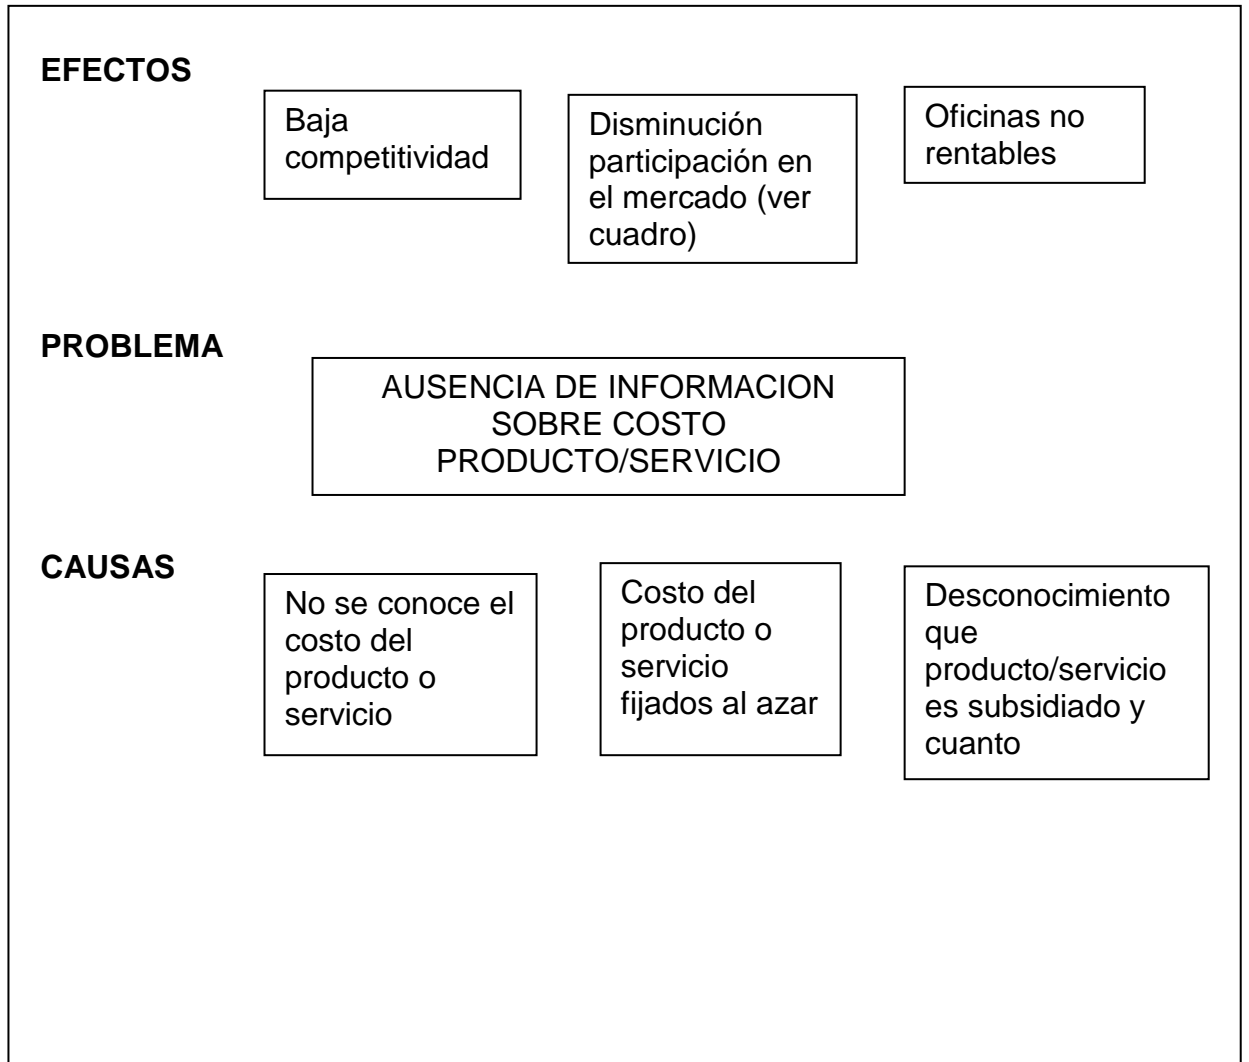 EFECTOS
Baja
competitividad
Disminución
participación en
el mercado (ver
cuadro)
Oficinas no
rentables
PROBLEMA
AUSENCIA DE INFORMACION
SOBRE COSTO
PRODUCTO/SERVICIO
CAUSAS
No se conoce el
costo del
producto o
servicio
Costo del
producto o
servicio
fijados al azar
Desconocimiento
que
producto/servicio
es subsidiado y
cuanto